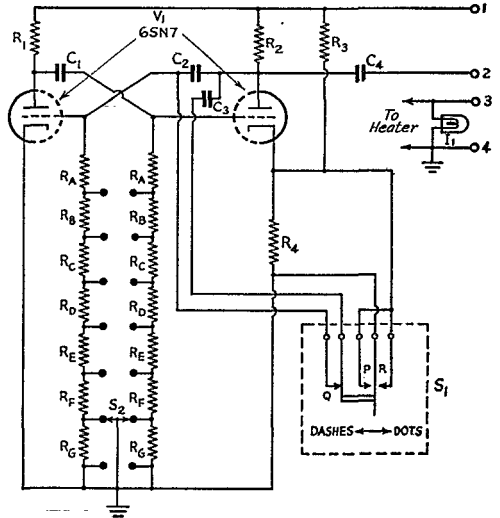 V1
6SN7
1
R1
C1
C2
R2
R3
C3
C4
2
3
To
Heater
I1
4
RA
RA
RB
RB
RC
RC
R4
RD
RD
RE
RE
P
R
S1
RF
S2
RF
Q
RG
RG
DASHES
DOTS